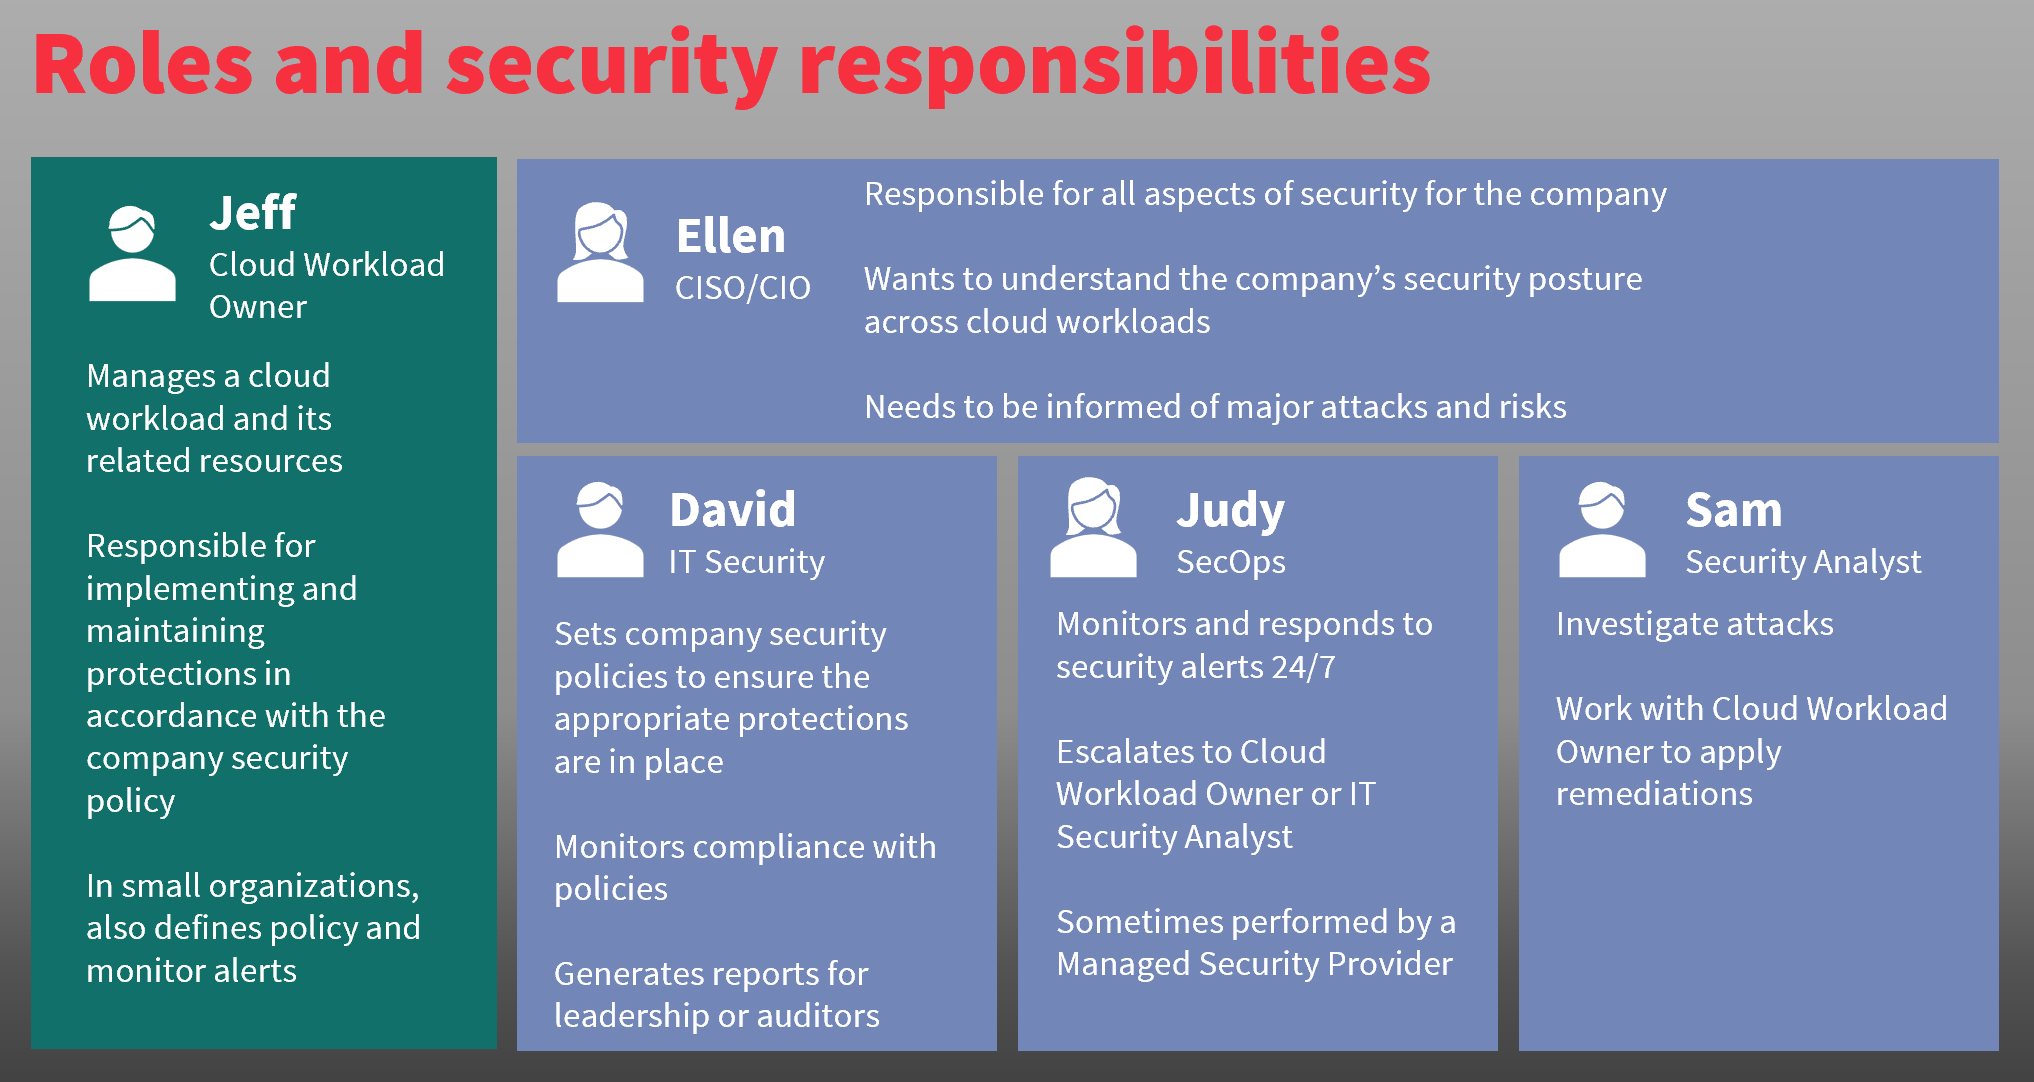 Roles and security responsibilities
Jeff
Cloud Workload
Owner
Manages a cloud
workload and its
related resources
Responsible for
implementing and
maintaining
protections in
accordance with the
company security
policy
In small organizations,
also defines policy and
monitor alerts
Ellen
CISO/CIO
Responsible for all aspects of security for the company
Wants to understand the company’s security posture
across cloud workloads
Needs to be informed of major attacks and risks
David
IT Security
Sets company security
policies to ensure the
appropriate protections
are in place
Monitors compliance with
policies
Generates reports for
leadership or auditors
Judy
SecOps
Monitors and responds to
security alerts 24/7
Escalates to Cloud
Workload Owner or IT
Security Analyst
Sometimes performed by a
Managed Security Provider
Sam
Security Analyst
Investigate attacks
Work with Cloud Workload
Owner to apply
remediations